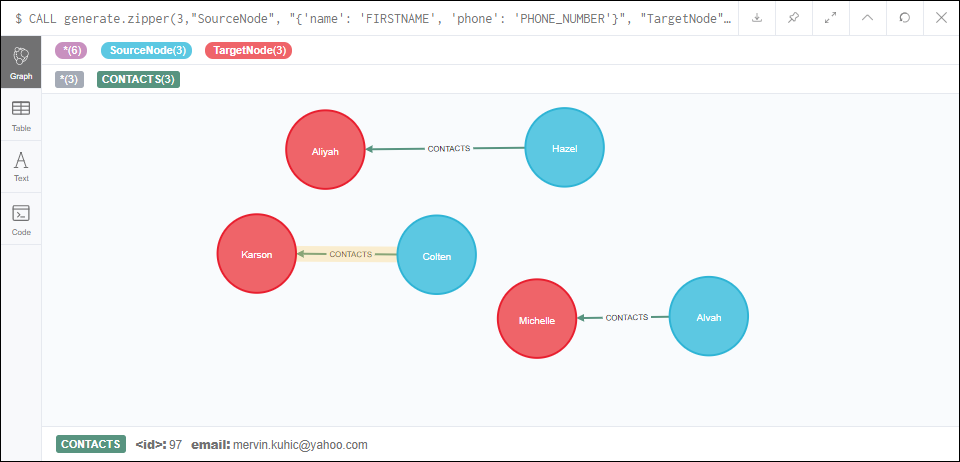 $ CALL generate.zipper(3,"SourceNode", "{'name': 'FIRSTNAME', 'phone': 'PHONE_NUMBER'}", "TargetNode"…
*(6) SourceNode(3) TargetNode(3)
*(3) CONTACTS(3)
Graph
Table
A
Text
Code
Aliyah CONTACTS Hazel
Karson CONTACTS Colten
Michelle CONTACTS Alvah
CONTACTS <id>: 97 email: mervin.kuhic@yahoo.com